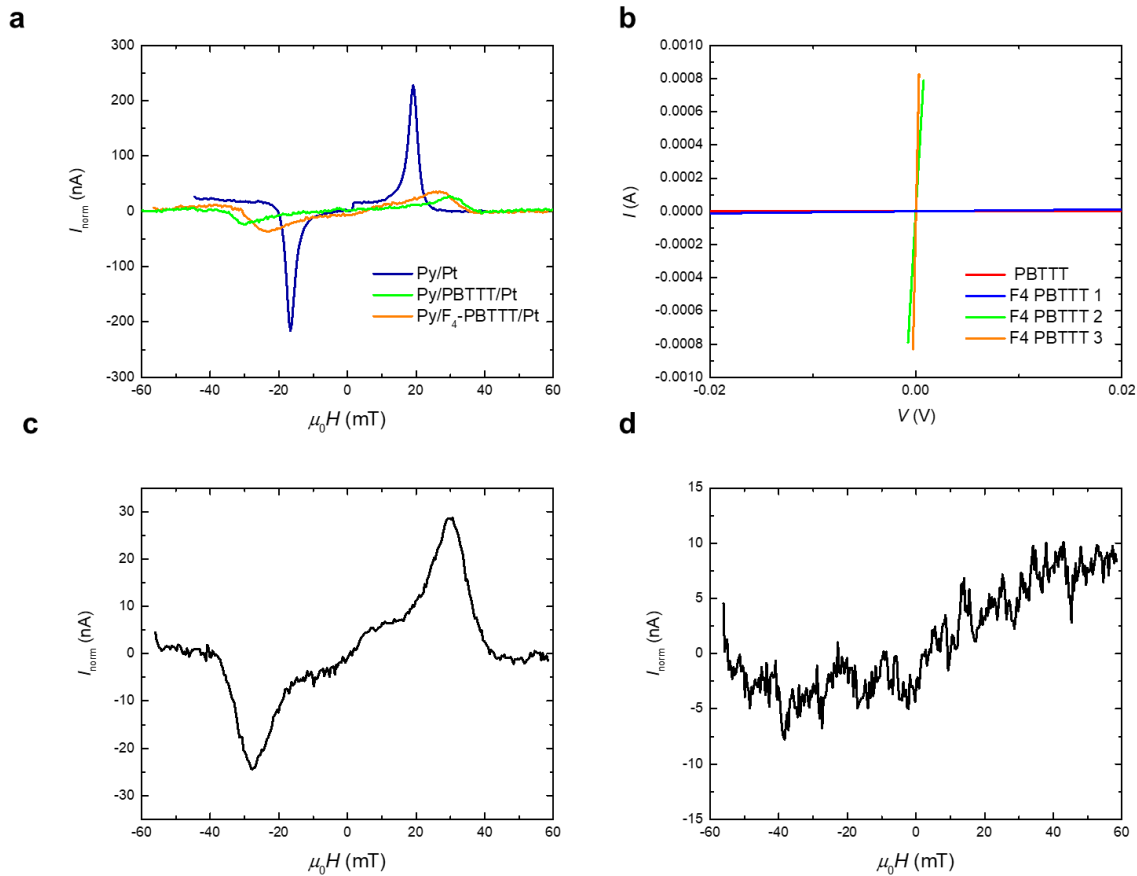 a
300
200
100
0
-100
-200
-300
I_norm (nA)
-60 -40 -20 0 20 40 60
μ₀H (mT)
Py/Pt
Py/PBTTT/Pt
Py/F₄-PBTTT/Pt
b
0.0010
0.0008
0.0006
0.0004
0.0002
0.0000
-0.0002
-0.0004
-0.0006
-0.0008
-0.0010
I (A)
-0.02 0.00 0.02
V (V)
PBTTT
F4 PBTTT 1
F4 PBTTT 2
F4 PBTTT 3
c
30
20
10
0
-10
-20
-30
I_norm (nA)
-60 -40 -20 0 20 40 60
μ₀H (mT)
d
15
10
5
0
-5
-10
-15
I_norm (nA)
-60 -40 -20 0 20 40 60
μ₀H (mT)